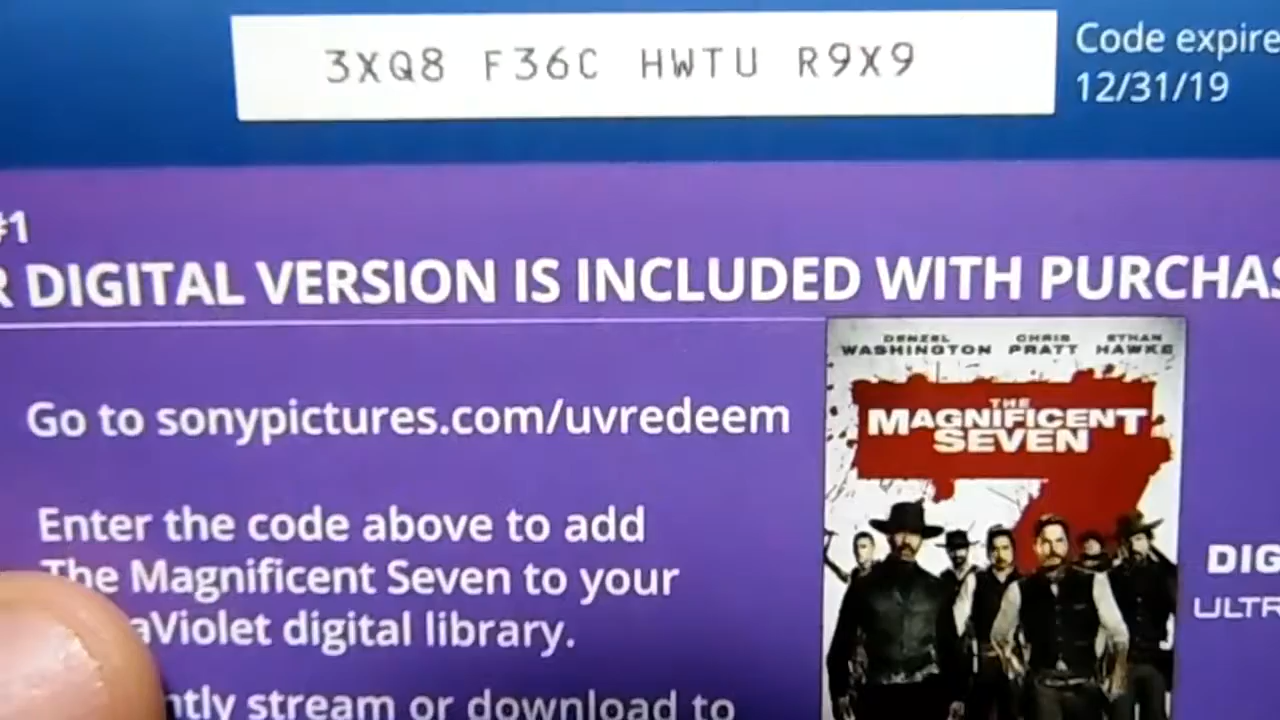 3XQ8 F36C HWTU R9X9
Code expire
12/31/19
#1
R DIGITAL VERSION IS INCLUDED WITH PURCHAS
Go to sonypictures.com/uvredeem
Enter the code above to add
The Magnificent Seven to your
aViolet digital library.
ntly stream or download to
DENZEL WASHINGTON CHRIS PRATT ETHAN HAWKE
THE
MAGNIFICENT
SEVEN
7
DIG
ULTR